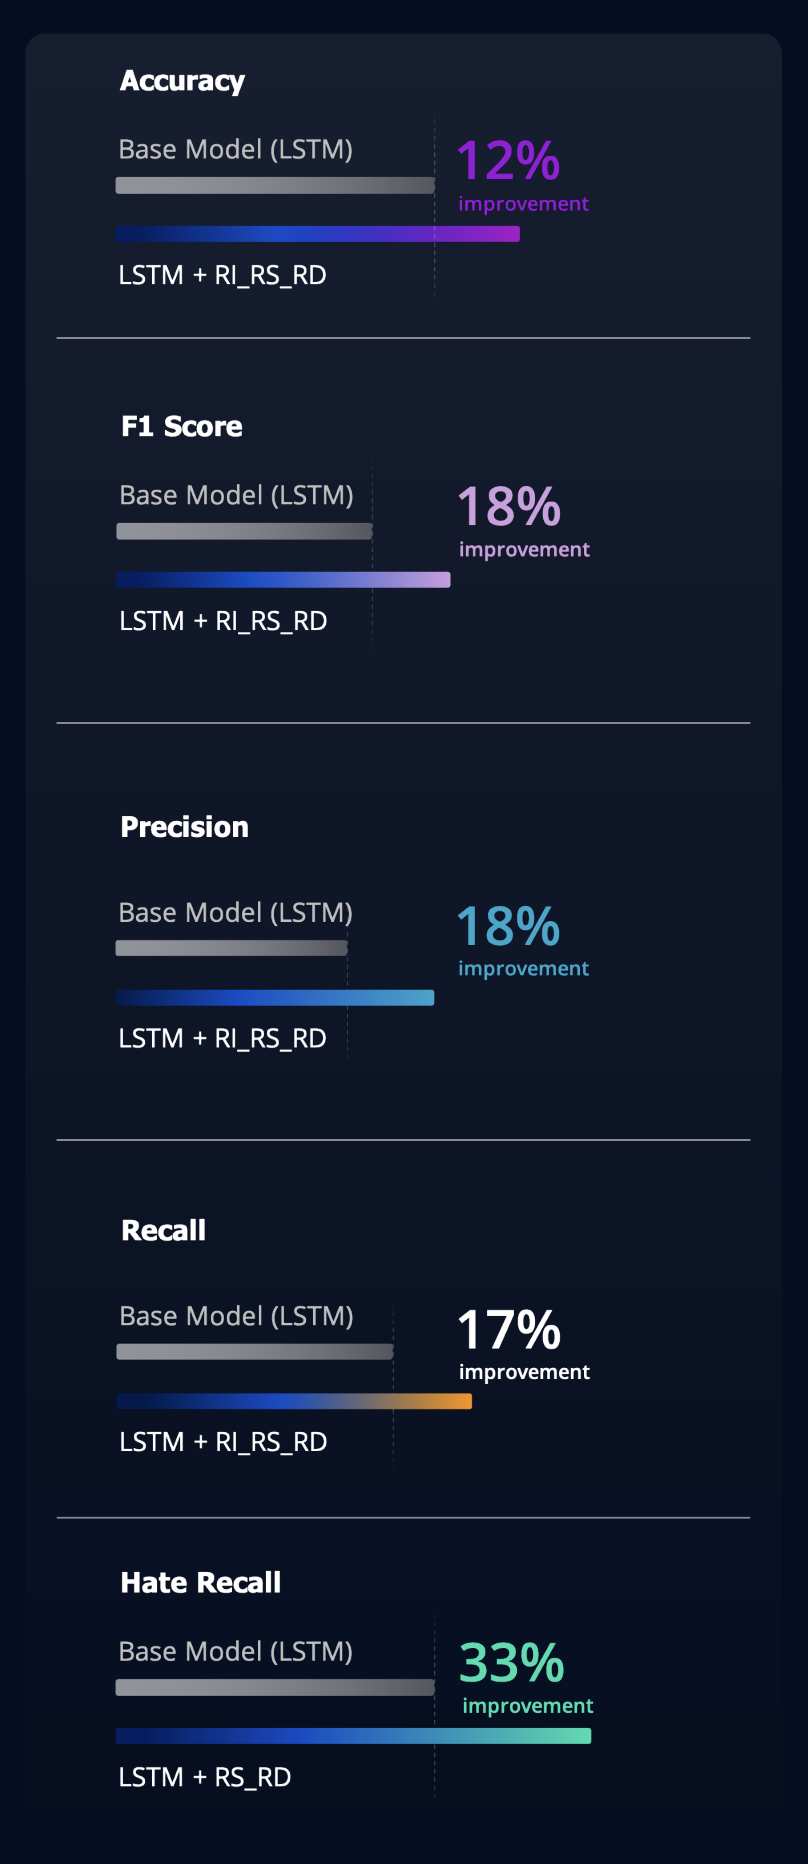 Accuracy
Base Model (LSTM)
12%
improvement
LSTM + RI_RS_RD
F1 Score
Base Model (LSTM)
18%
improvement
LSTM + RI_RS_RD
Precision
Base Model (LSTM)
18%
improvement
LSTM + RI_RS_RD
Recall
Base Model (LSTM)
17%
improvement
LSTM + RI_RS_RD
Hate Recall
Base Model (LSTM)
33%
improvement
LSTM + RS_RD